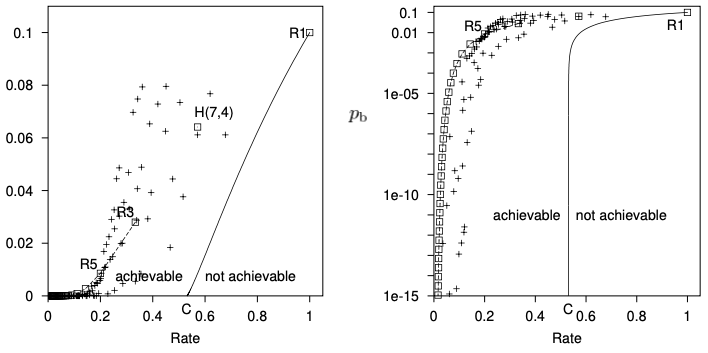 0.1
0.08
0.06
0.04
0.02
0
0
0.2
0.4
0.6
0.8
1
C
Rate
R1
H(7,4)
R3
R5
achievable
not achievable
p_b
0.1
0.01
1e-05
1e-10
1e-15
0
0.2
0.4
0.6
0.8
1
C
Rate
R5
R1
achievable
not achievable